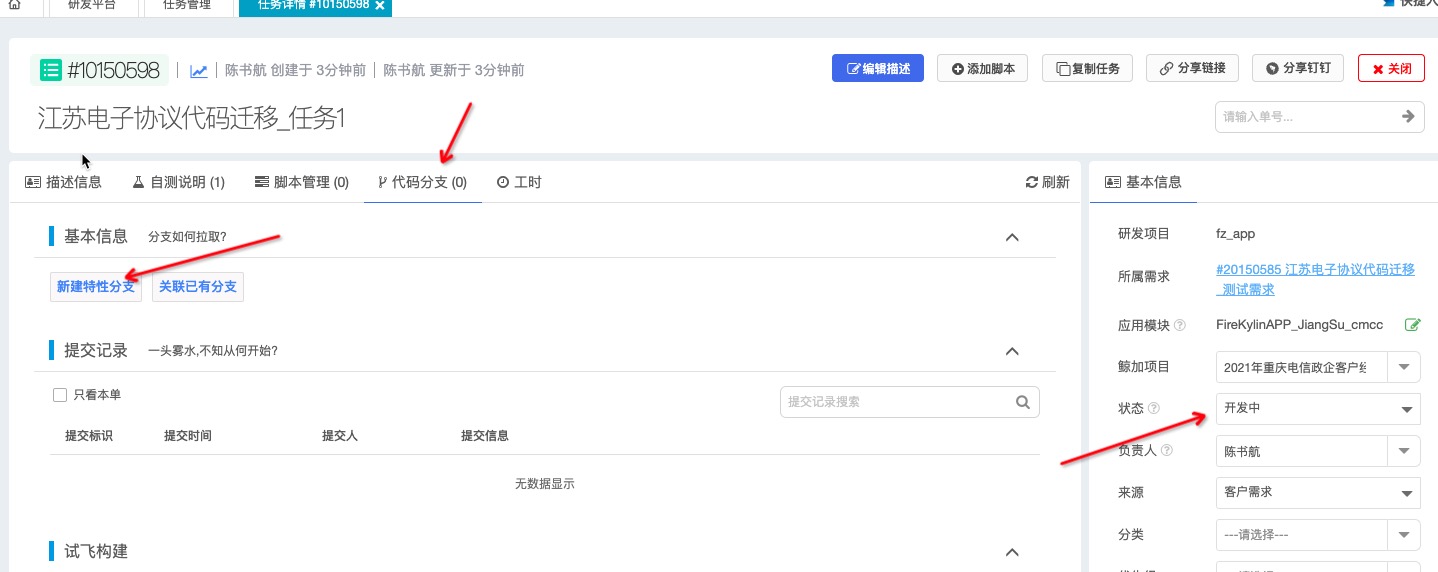 研发平台
任务管理
任务详情 #10150598
#10150598
陈书航 创建于 3分钟前
陈书航 更新于 3分钟前
编辑描述
添加脚本
复制任务
分享链接
分享钉钉
关闭
江苏电子协议代码迁移_任务1
请输入单号...
描述信息
自测说明 (1)
脚本管理 (0)
代码分支 (0)
工时
刷新
基本信息
分支如何拉取?
新建特性分支
关联已有分支
提交记录
一头雾水,不知从何开始?
只看本单
提交记录搜索
提交标识
提交时间
提交人
提交信息
无数据显示
试飞构建
基本信息
研发项目
fz_app
所属需求
#20150585 江苏电子协议代码迁移
_测试需求
应用模块
FireKylinAPP_JiangSu_cmcc
鲸加项目
2021年重庆电信政企客户经
状态
开发中
负责人
陈书航
来源
客户需求
分类
---请选择---